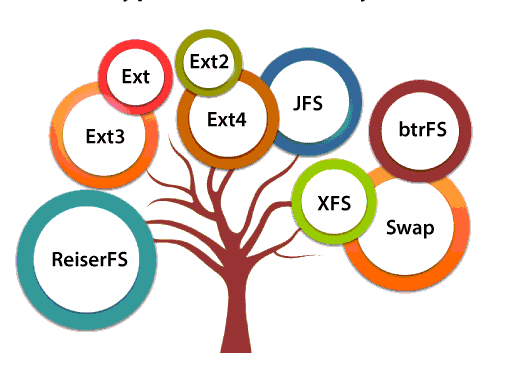 Ext
Ext2
Ext3
Ext4
JFS
btrFS
XFS
Swap
ReiserFS